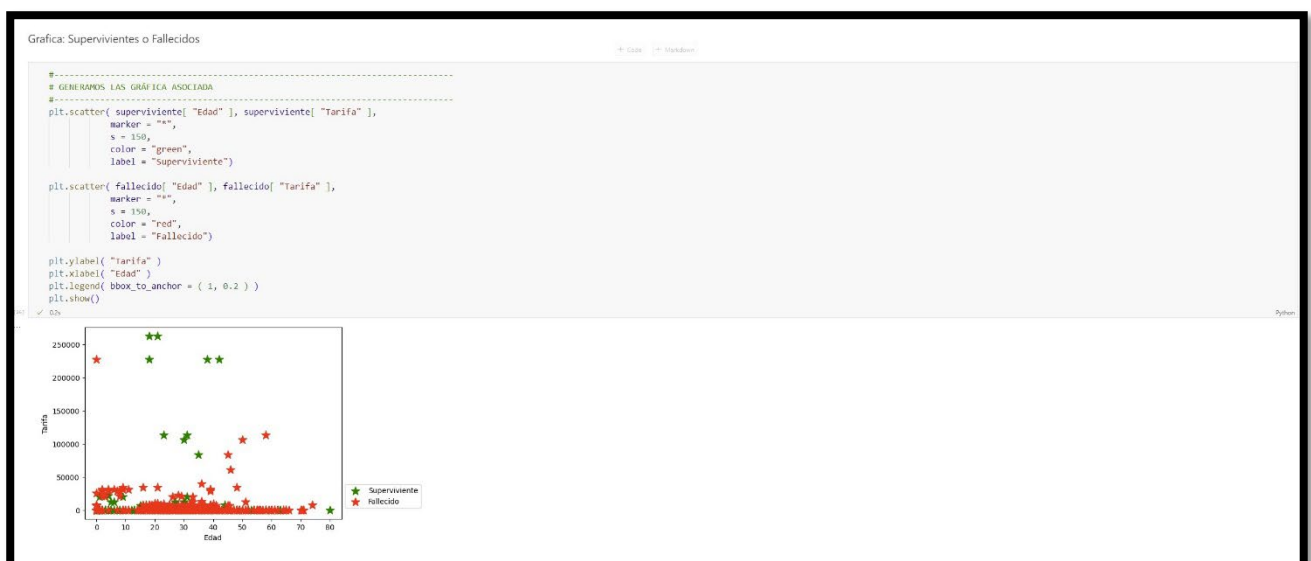 Grafica: Supervivientes o Fallecidos
+ Code + Markdown
#--------------------------------------------------------------------------------
# GENERAMOS LAS GRÁFICA ASOCIADA
#--------------------------------------------------------------------------------
plt.scatter( superviviente[ "Edad" ], superviviente[ "Tarifa" ],
marker = "*",
s = 150,
color = "green",
label = "Superviviente")
plt.scatter( fallecido[ "Edad" ], fallecido[ "Tarifa" ],
marker = "*",
s = 150,
color = "red",
label = "Fallecido")
plt.ylabel( "Tarifa" )
plt.xlabel( "Edad" )
plt.legend( bbox_to_anchor = ( 1, 0.2 ) )
plt.show()
✓ 0.2s
Python
250000
200000
150000
100000
50000
0
Tarifa
0 10 20 30 40 50 60 70 80
Edad
Superviviente
Fallecido